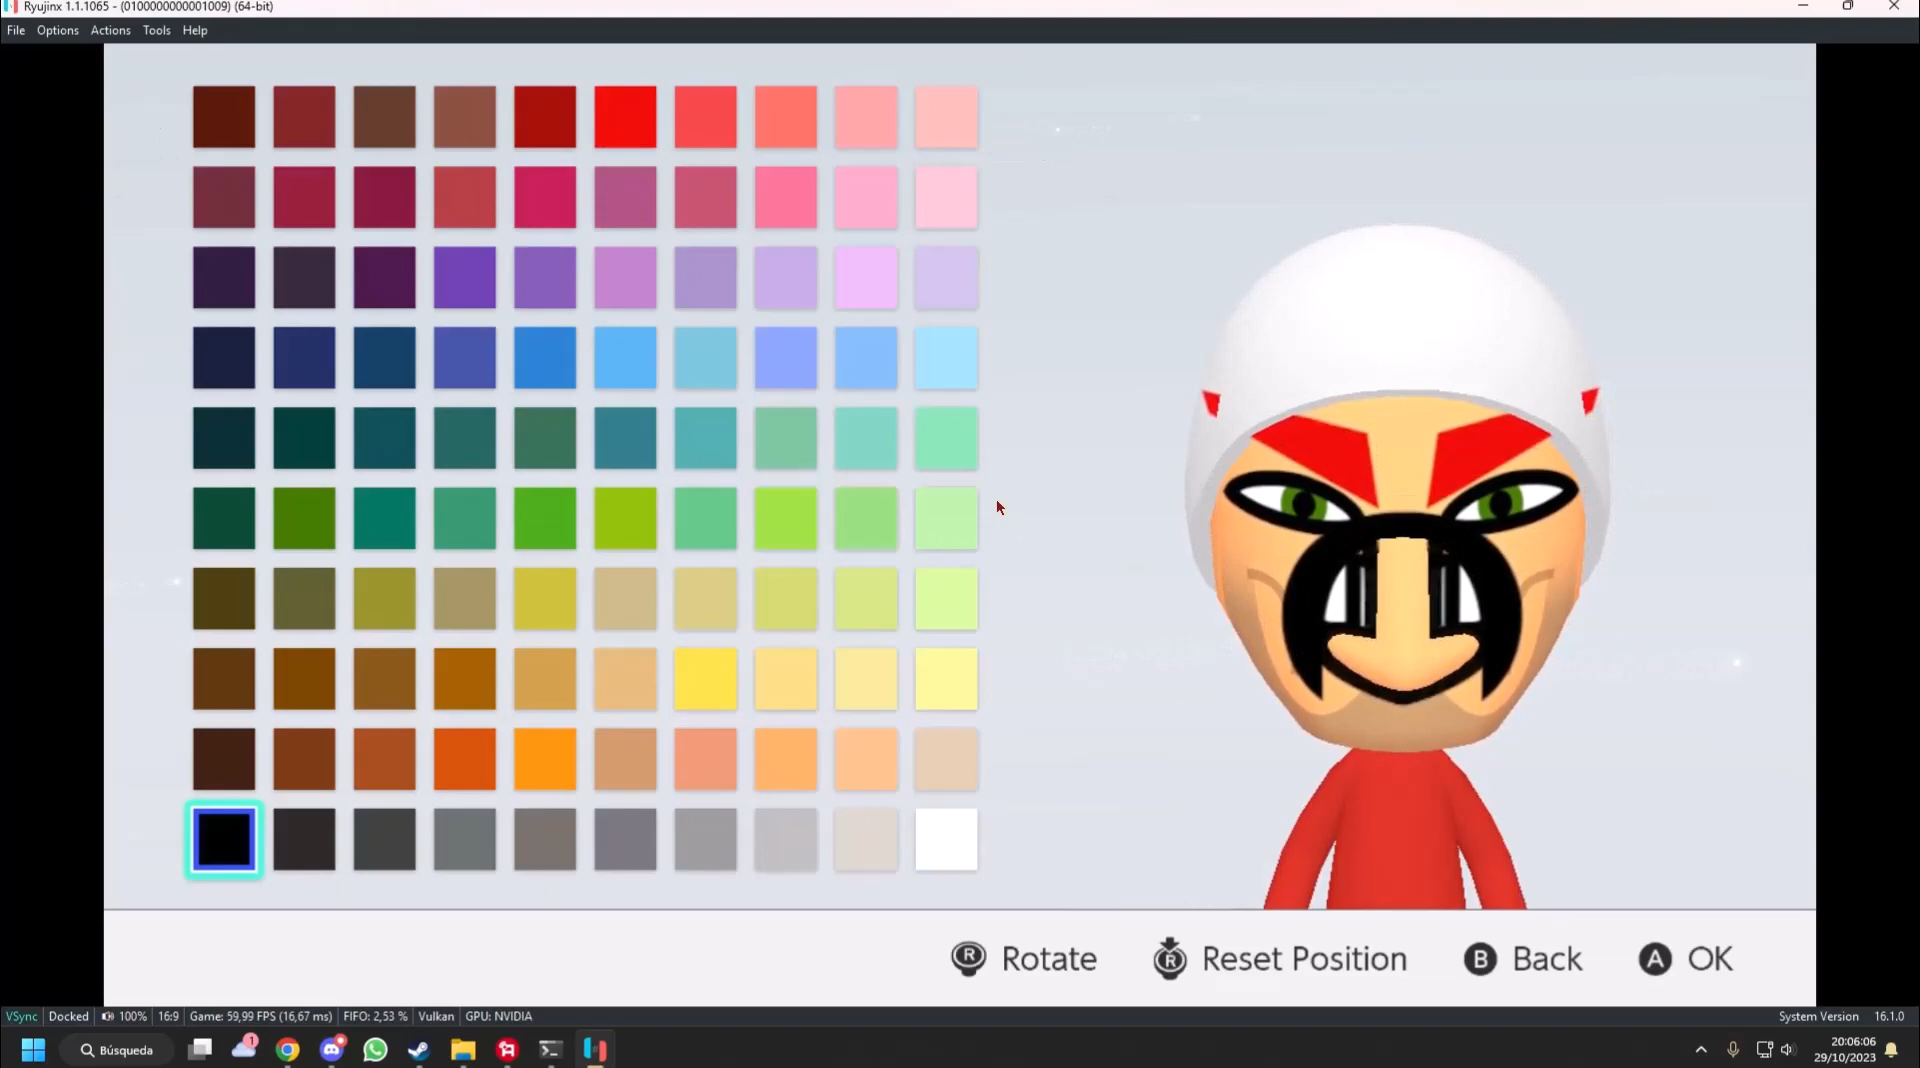 Ryujinx 1.1.1065 - (0100000000001009) (64-bit)
File Options Actions Tools Help
R Rotate R Reset Position B Back A OK
VSync Docked 100% 16:9 Game: 59,99 FPS (16,67 ms) FIFO: 2,53 % Vulkan GPU: NVIDIA System Version 16.1.0
Búsqueda 1 20:06:06
29/10/2023